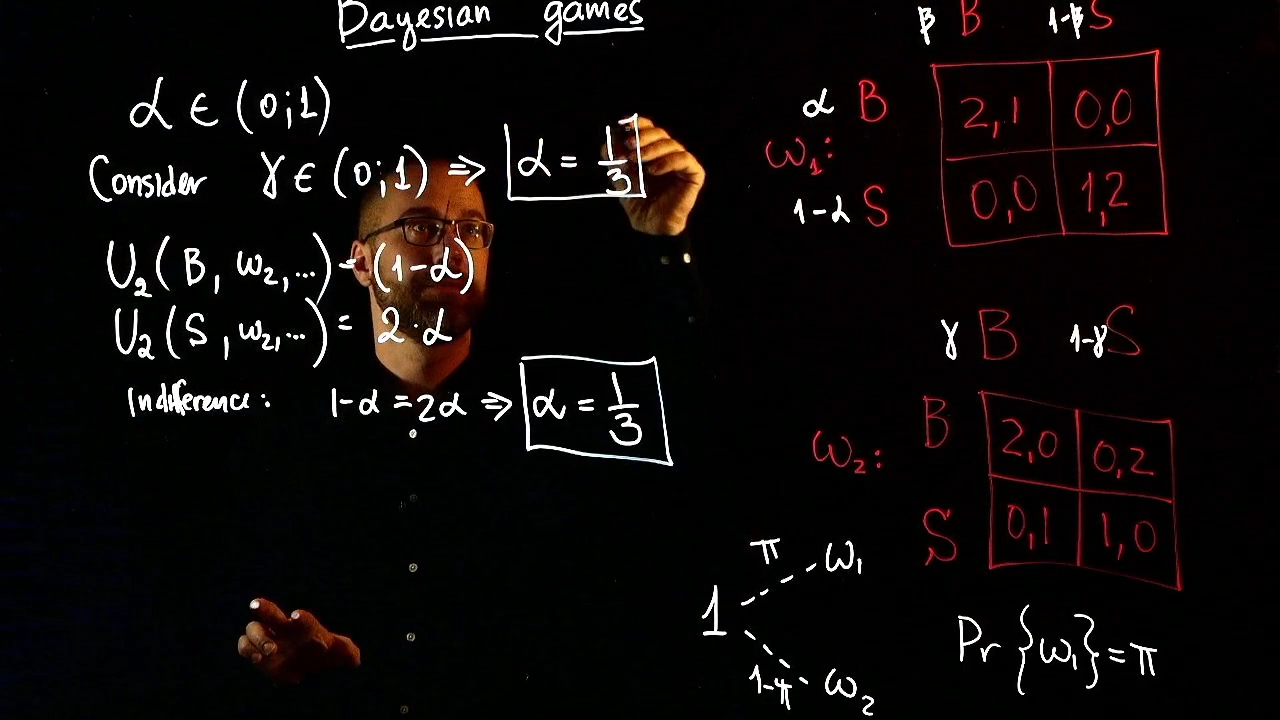 Bayesian games
α ∈ (0;1)
Consider γ ∈ (0;1) ⇒ α = 1/3
U₂(B, ω₂,...) = (1-α)
U₂(S, ω₂,...) = 2·α
Indifference: 1-α = 2α ⇒ α = 1/3
β B 1-β S
α B 2,1 0,0
ω₁:
1-α S 0,0 1,2
γ B 1-γ S
B 2,0 0,2
ω₂:
S 0,1 1,0
π ω₁
1
1-π ω₂
Pr {ω₁} = π